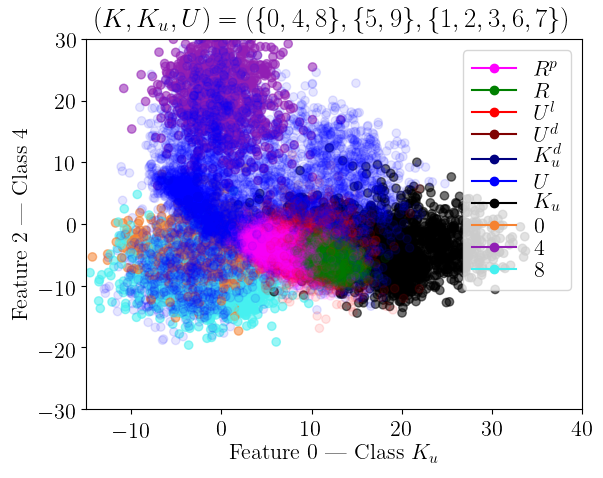 (K, K_u, U) = ({0, 4, 8}, {5, 9}, {1, 2, 3, 6, 7})
30
20
10
0
−10
−20
−30
Feature 2 — Class 4
R^p
R
U^l
U^d
K_u^d
U
K_u
0
4
8
−10
0
10
20
30
40
Feature 0 — Class K_u